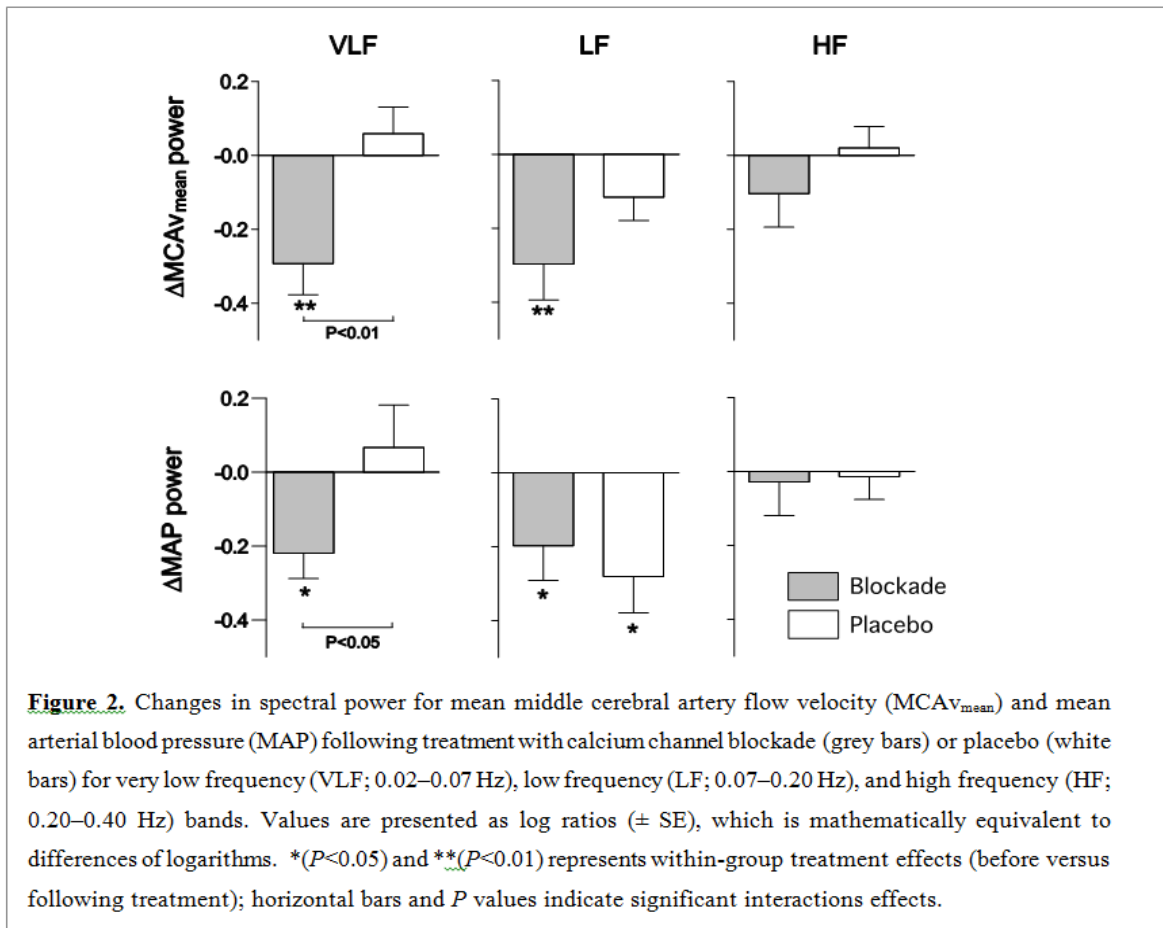 VLF LF HF
ΔMCAvmean power
0.2
-0.0
-0.2
-0.4
**
P<0.01
**
ΔMAP power
0.2
-0.0
-0.2
-0.4
*
P<0.05
*
*
Blockade
Placebo
Figure 2. Changes in spectral power for mean middle cerebral artery flow velocity (MCAvmean) and mean
arterial blood pressure (MAP) following treatment with calcium channel blockade (grey bars) or placebo (white
bars) for very low frequency (VLF; 0.02–0.07 Hz), low frequency (LF; 0.07–0.20 Hz), and high frequency (HF;
0.20–0.40 Hz) bands. Values are presented as log ratios (± SE), which is mathematically equivalent to
differences of logarithms. *(P<0.05) and **(P<0.01) represents within-group treatment effects (before versus
following treatment); horizontal bars and P values indicate significant interactions effects.